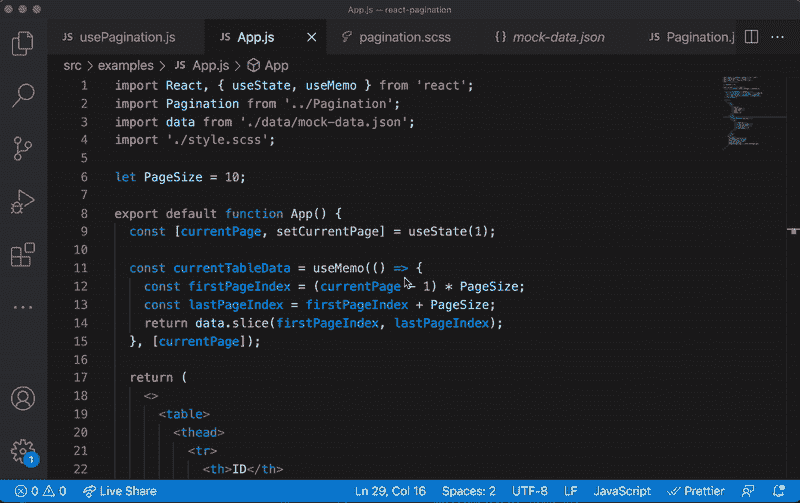 App.js — react-pagination
usePagination.js
App.js
pagination.scss
mock-data.json
Pagination.j
src > examples > App.js > App
1 import React, { useState, useMemo } from 'react';
2 import Pagination from '../Pagination';
3 import data from './data/mock-data.json';
4 import './style.scss';
5
6 let PageSize = 10;
7
8 export default function App() {
9 const [currentPage, setCurrentPage] = useState(1);
10
11 const currentTableData = useMemo(() => {
12 const firstPageIndex = (currentPage - 1) * PageSize;
13 const lastPageIndex = firstPageIndex + PageSize;
14 return data.slice(firstPageIndex, lastPageIndex);
15 }, [currentPage]);
16
17 return (
18 <>
19 <table>
20 <thead>
21 <tr>
22 <th>ID</th>
1
0 0 Live Share Ln 29, Col 16 Spaces: 2 UTF-8 LF JavaScript Prettier